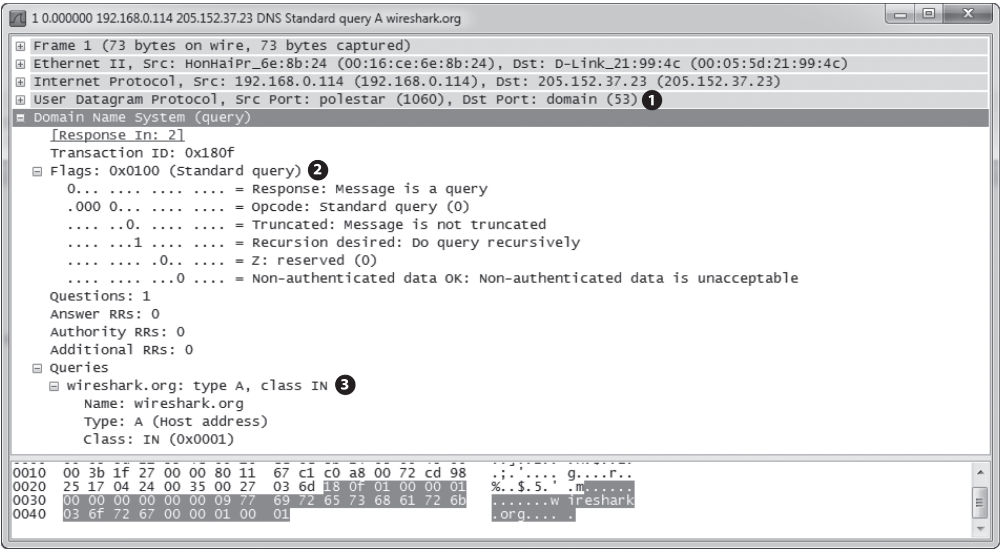 1 0.000000 192.168.0.114 205.152.37.23 DNS Standard query A wireshark.org
Frame 1 (73 bytes on wire, 73 bytes captured)
Ethernet II, Src: HonHaiPr_6e:8b:24 (00:16:ce:6e:8b:24), Dst: D-Link_21:99:4c (00:05:5d:21:99:4c)
Internet Protocol, Src: 192.168.0.114 (192.168.0.114), Dst: 205.152.37.23 (205.152.37.23)
User Datagram Protocol, Src Port: polestar (1060), Dst Port: domain (53) 1
Domain Name System (query)
[Response In: 2]
Transaction ID: 0x180f
Flags: 0x0100 (Standard query) 2
0... .... .... .... = Response: Message is a query
.000 0... .... .... = Opcode: Standard query (0)
.... ..0. .... .... = Truncated: Message is not truncated
.... ...1 .... .... = Recursion desired: Do query recursively
.... .... .0.. .... = Z: reserved (0)
.... .... ...0 .... = Non-authenticated data OK: Non-authenticated data is unacceptable
Questions: 1
Answer RRs: 0
Authority RRs: 0
Additional RRs: 0
Queries
wireshark.org: type A, class IN 3
Name: wireshark.org
Type: A (Host address)
Class: IN (0x0001)
0010 00 3b 1f 27 00 00 80 11 67 c1 c0 a8 00 72 cd 98 .;.'.... g....r..
0020 25 17 04 24 00 35 00 27 03 6d 18 0f 01 00 00 01 %..$.5.' .m......
0030 00 00 00 00 00 00 09 77 69 72 65 73 68 61 72 6b .......w ireshark
0040 03 6f 72 67 00 00 01 00 01 .org.... .